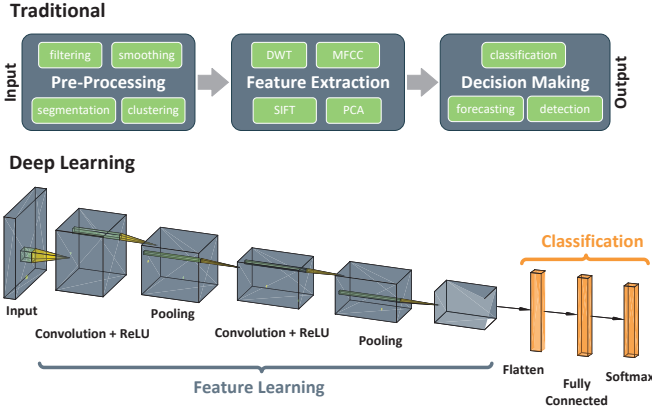 Traditional
Input
filtering
smoothing
Pre-Processing
segmentation
clustering
DWT
MFCC
Feature Extraction
SIFT
PCA
classification
Decision Making
forecasting
detection
Output
Deep Learning
Classification
Input
Convolution + ReLU
Pooling
Convolution + ReLU
Pooling
Flatten
Fully
Connected
Softmax
Feature Learning